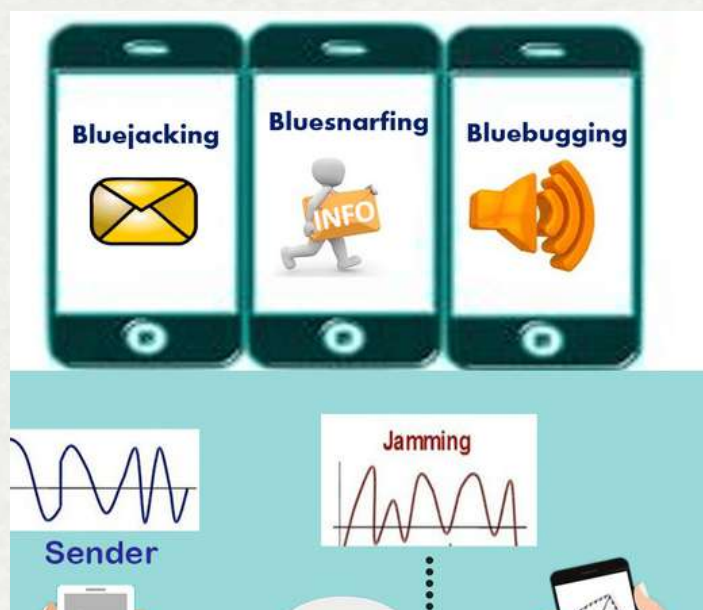 Bluejacking
Bluesnarfing
Bluebugging
INFO
Jamming
Sender